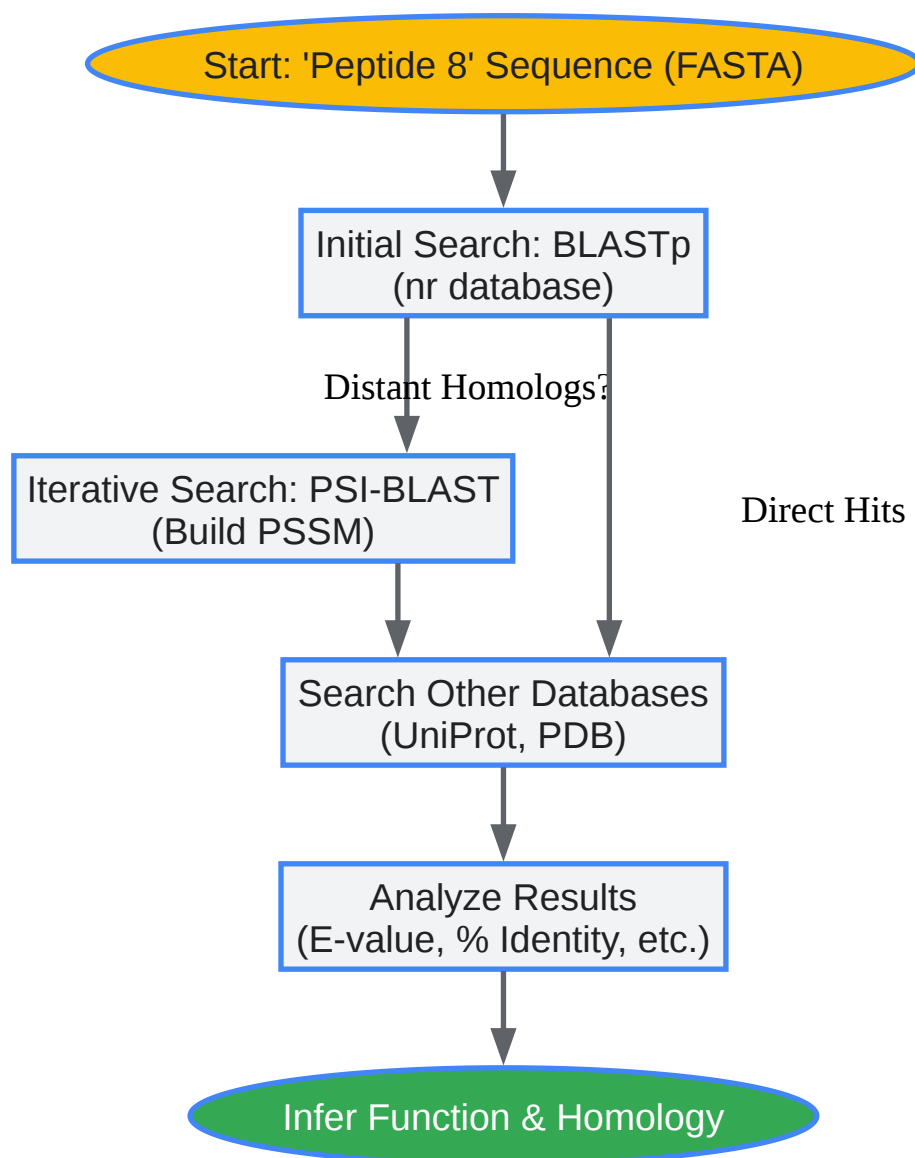 Start: 'Peptide 8' Sequence (FASTA)
Initial Search: BLASTp
(nr database)
Distant Homologs?
Iterative Search: PSI-BLAST
(Build PSSM)
Direct Hits
Search Other Databases
(UniProt, PDB)
Analyze Results
(E-value, % Identity, etc.)
Infer Function & Homology